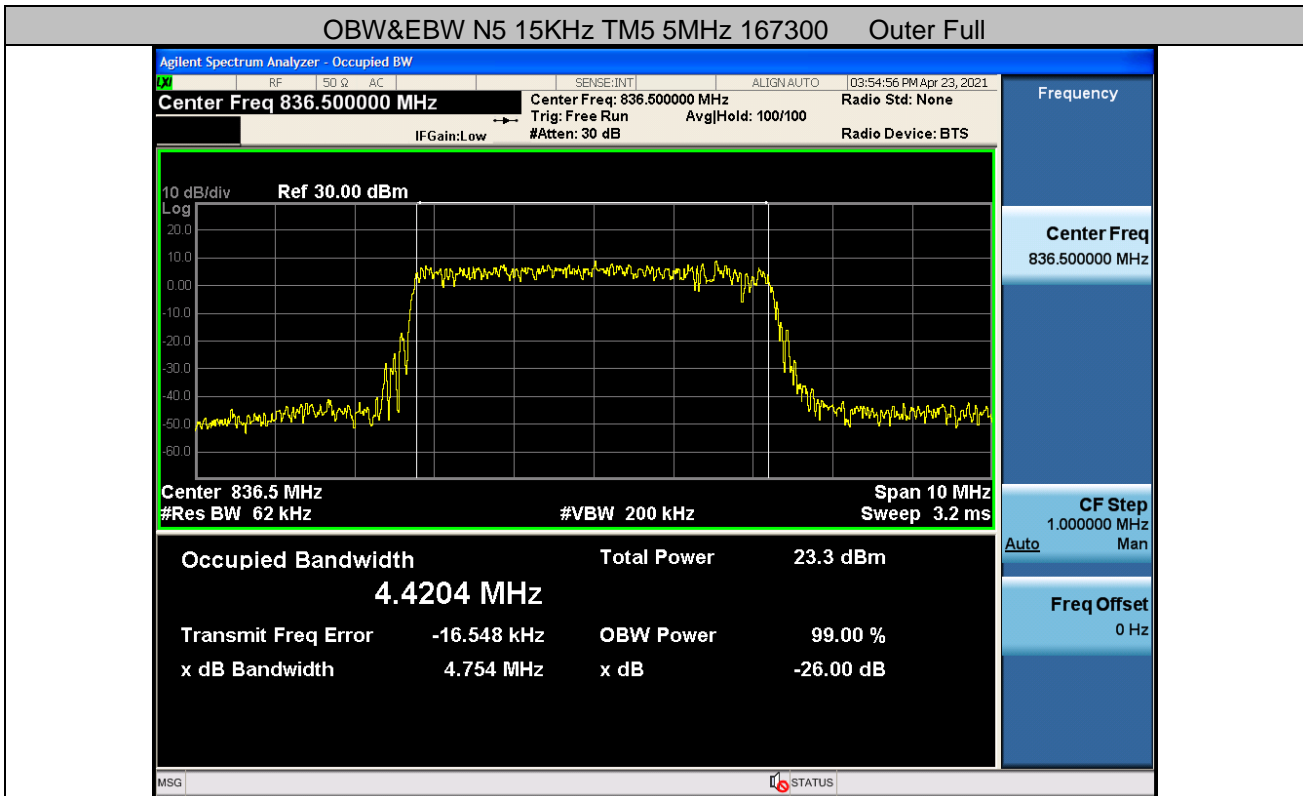 OBW&EBW N5 15KHz TM5 5MHz 167300 Outer Full
Agilent Spectrum Analyzer - Occupied BW
LXI RF 50 Ω AC SENSE:INT ALIGN AUTO 03:54:56 PM Apr 23, 2021
Center Freq 836.500000 MHz
Center Freq: 836.500000 MHz
Radio Std: None
Trig: Free Run Avg|Hold: 100/100
IFGain:Low #Atten: 30 dB Radio Device: BTS
Frequency
10 dB/div Ref 30.00 dBm
Log
20.0
10.0
0.00
-10.0
-20.0
-30.0
-40.0
-50.0
-60.0
Center 836.5 MHz Span 10 MHz
#Res BW 62 kHz #VBW 200 kHz Sweep 3.2 ms
Center Freq
836.500000 MHz
CF Step
1.000000 MHz
Auto Man
Freq Offset
0 Hz
Occupied Bandwidth Total Power 23.3 dBm
4.4204 MHz
Transmit Freq Error -16.548 kHz OBW Power 99.00 %
x dB Bandwidth 4.754 MHz x dB -26.00 dB
MSG STATUS